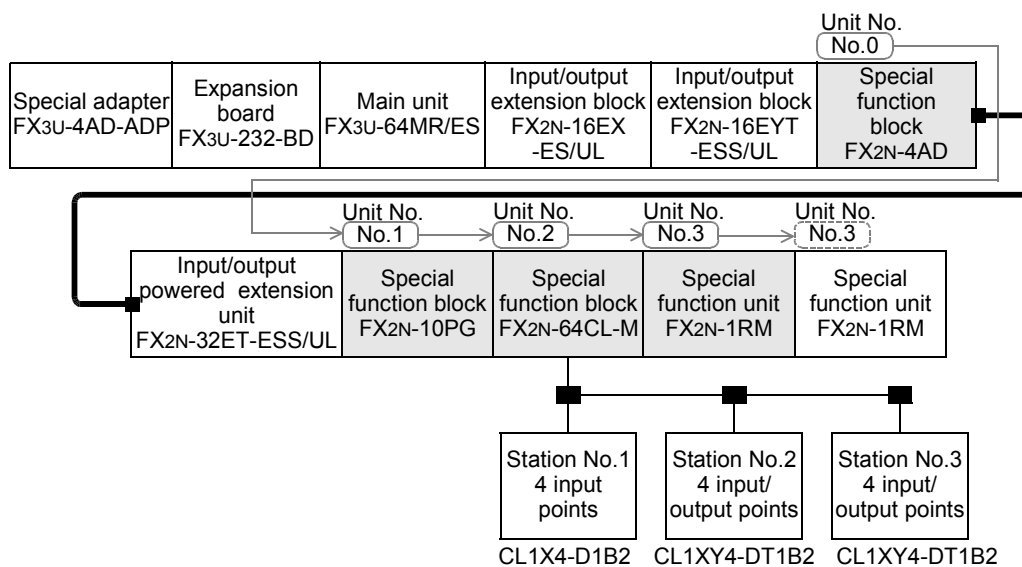 Unit No.
No.0
Special adapter
FX3U-4AD-ADP
Expansion
board
FX3U-232-BD
Main unit
FX3U-64MR/ES
Input/output
extension block
FX2N-16EX
-ES/UL
Input/output
extension block
FX2N-16EYT
-ESS/UL
Special
function
block
FX2N-4AD
Unit No.
No.1
Unit No.
No.2
Unit No.
No.3
Unit No.
No.3
Input/output
powered extension
unit
FX2N-32ET-ESS/UL
Special
function block
FX2N-10PG
Special
function block
FX2N-64CL-M
Special
function unit
FX2N-1RM
Special
function unit
FX2N-1RM
Station No.1
4 input
points
Station No.2
4 input/
output points
Station No.3
4 input/
output points
CL1X4-D1B2
CL1XY4-DT1B2
CL1XY4-DT1B2